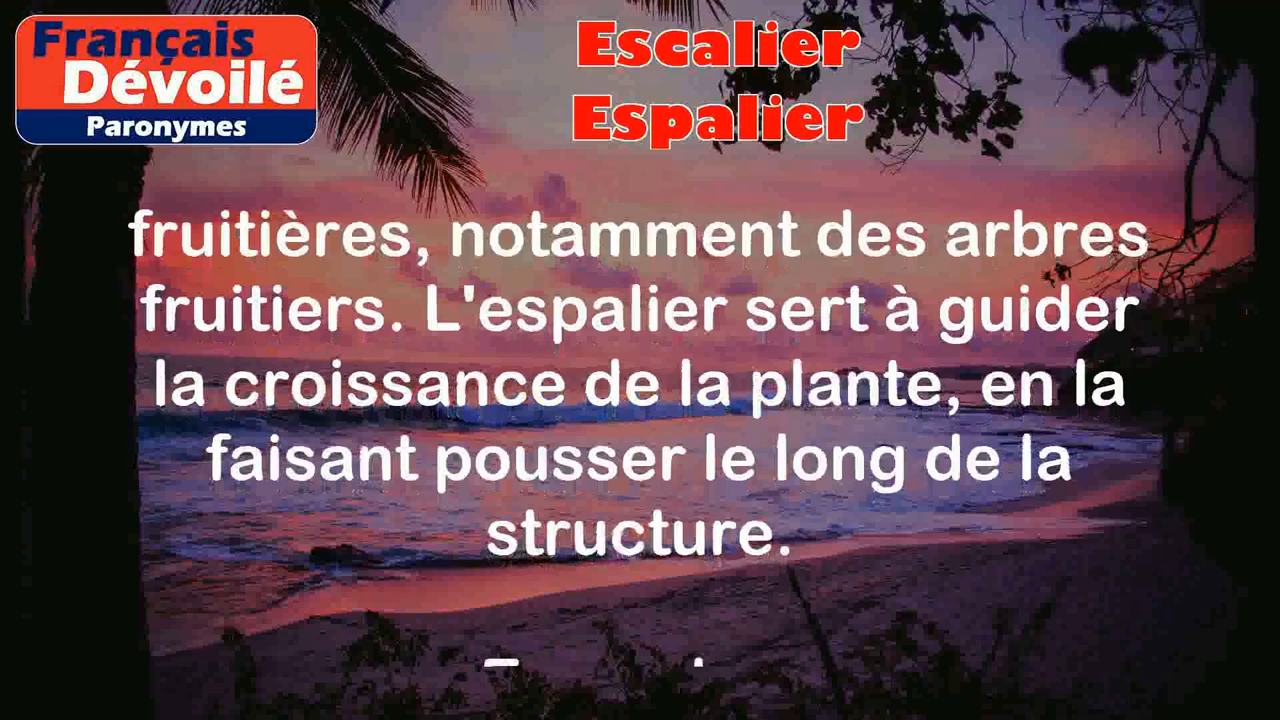 Français
Dévoilé
Paronymes
Escalier
Espalier
fruitières, notamment des arbres
fruitiers. L'espalier sert à guider
la croissance de la plante, en la
faisant pousser le long de la
structure.